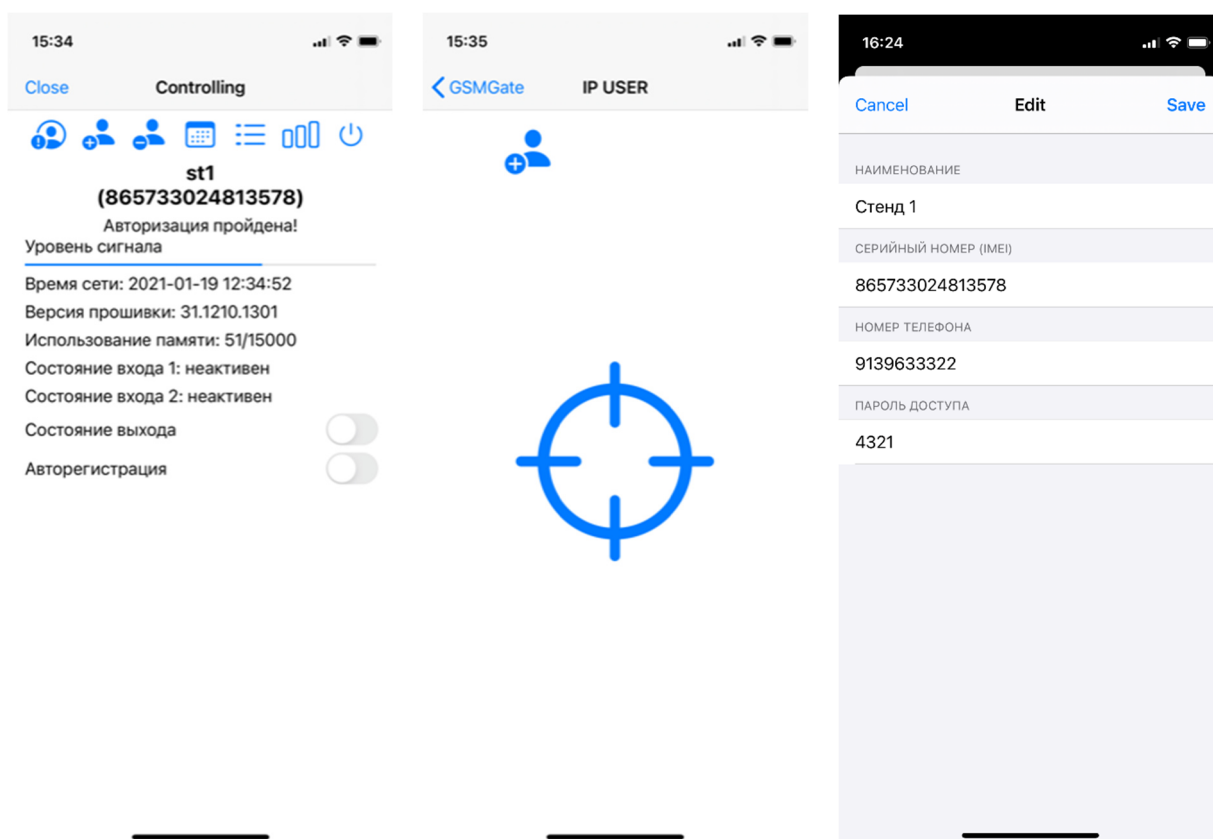 15:34
Close
Controlling
st1
(865733024813578)
Авторизация пройдена!
Уровень сигнала
Время сети: 2021-01-19 12:34:52
Версия прошивки: 31.1210.1301
Использование памяти: 51/15000
Состояние входа 1: неактивен
Состояние входа 2: неактивен
Состояние выхода
Авторегистрация
15:35
GSMGate
IP USER
16:24
Cancel
Edit
Save
НАИМЕНОВАНИЕ
Стенд 1
СЕРИЙНЫЙ НОМЕР (IMEI)
865733024813578
НОМЕР ТЕЛЕФОНА
9139633322
ПАРОЛЬ ДОСТУПА
4321